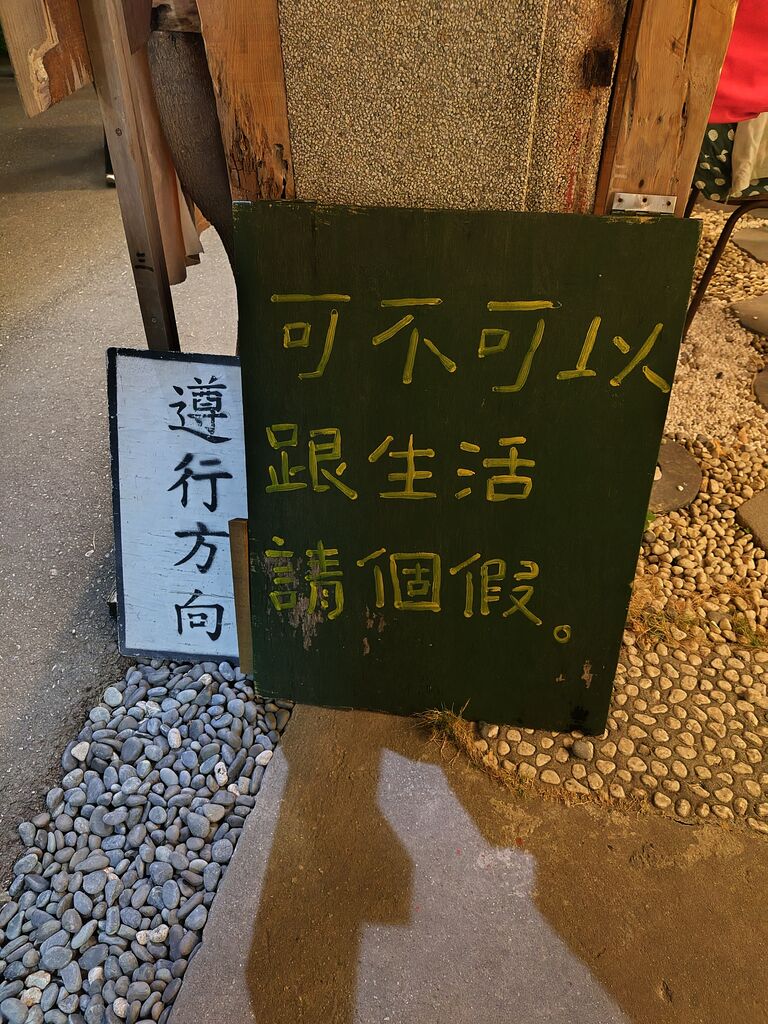 可不可以
跟生活
請個假。
遵行方向